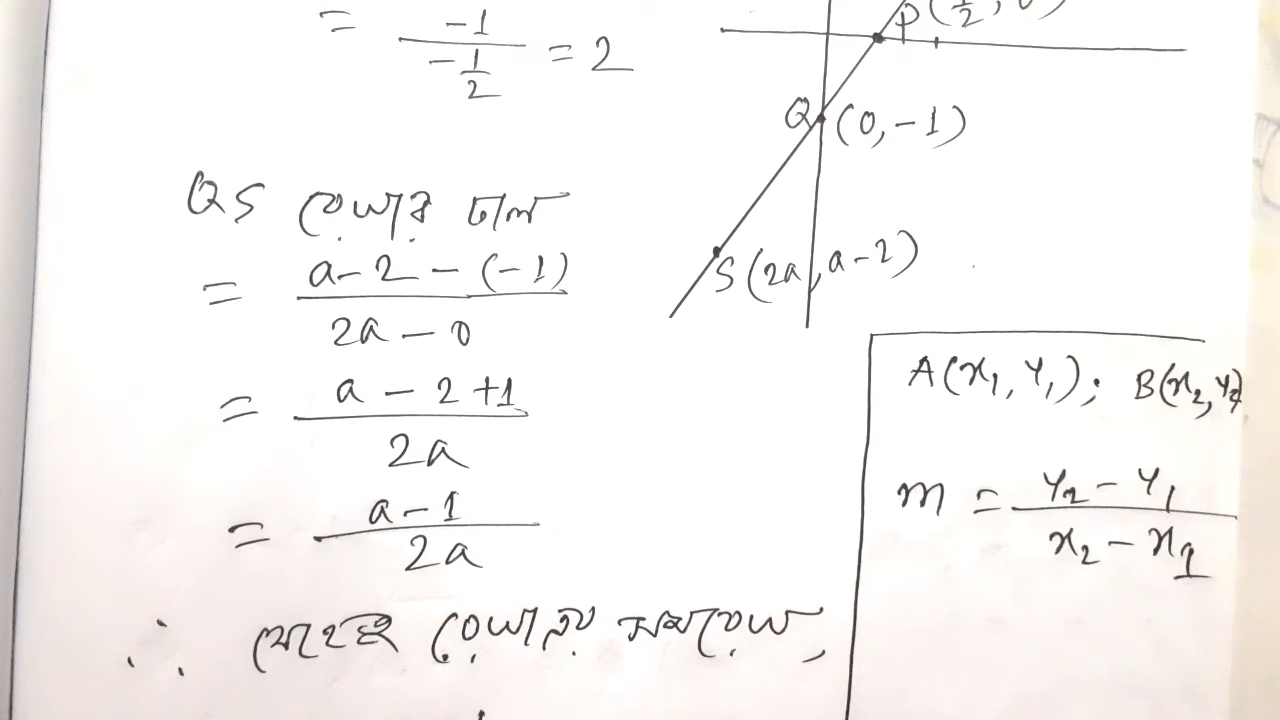 = -1 / -1/2 = 2
P(1/2, 0)
Q (0, -1)
S(2a, a-2)
QS রেখার ঢাল
= a - 2 - (-1) / 2a - 0
= a - 2 + 1 / 2a
= a - 1 / 2a
∴ যেহেতু রেখাদ্বয় সমরেখ,
A(x₁, y₁); B(x₂, y₂)
m = y₂ - y₁ / x₂ - x₁